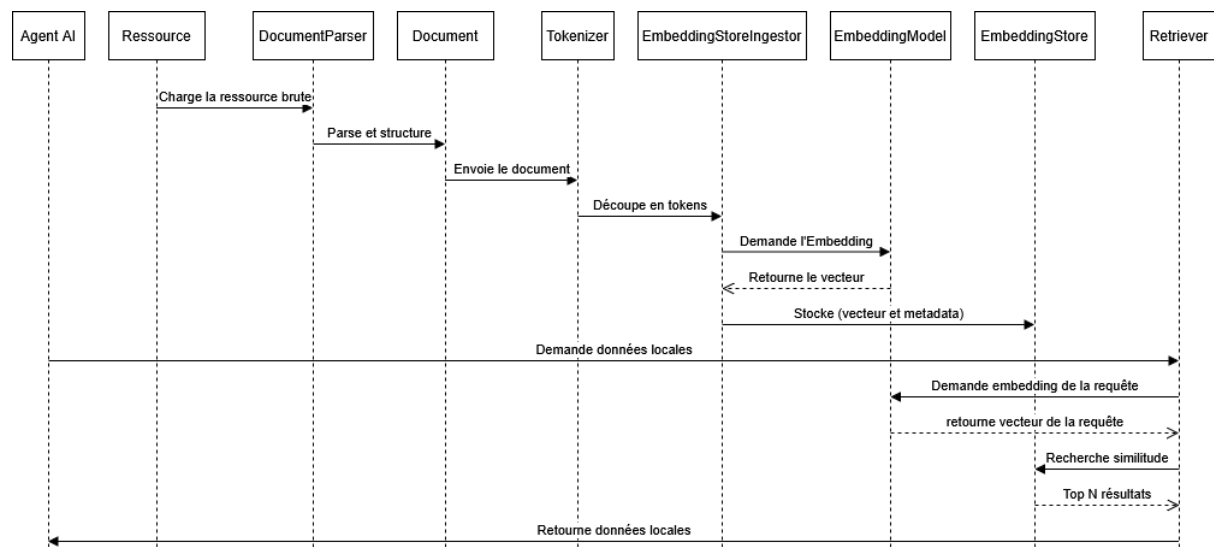 Agent AI
Ressource
DocumentParser
Document
Tokenizer
EmbeddingStoreIngestor
EmbeddingModel
EmbeddingStore
Retriever
Charge la ressource brute
Parse et structure
Envoie le document
Découpe en tokens
Demande l'Embedding
Retourne le vecteur
Stocke (vecteur et metadata)
Demande données locales
Demande embedding de la requête
retourne vecteur de la requête
Recherche similitude
Top N résultats
Retourne données locales